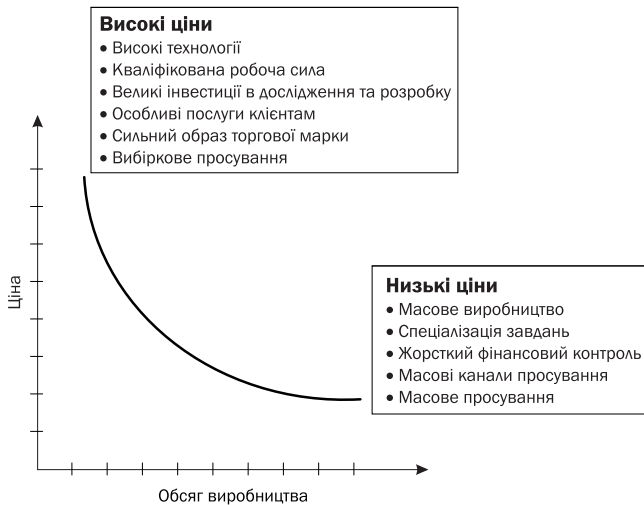 Високі ціни
• Високі технології
• Кваліфікована робоча сила
• Великі інвестиції в дослідження та розробку
• Особливі послуги клієнтам
• Сильний образ торгової марки
• Вибіркове просування
Ціна
Низькі ціни
• Масове виробництво
• Спеціалізація завдань
• Жорсткий фінансовий контроль
• Масові канали просування
• Масове просування
Обсяг виробництва